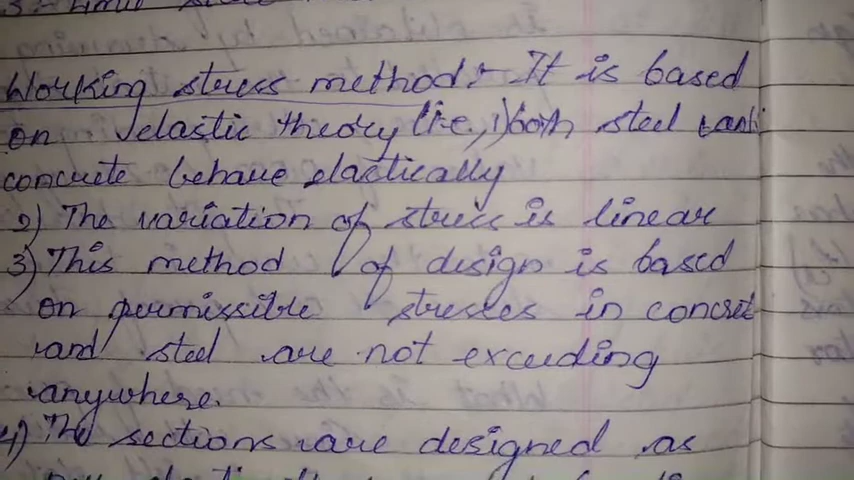 Working stress method :- It is based
on elastic theory (i.e., 1) both steel and
concrete behave elastically
2) The variation of stress is linear
3) This method of design is based
on permissible stresses in concret
and steel are not exceeding
anywhere.
4) The sections are designed as